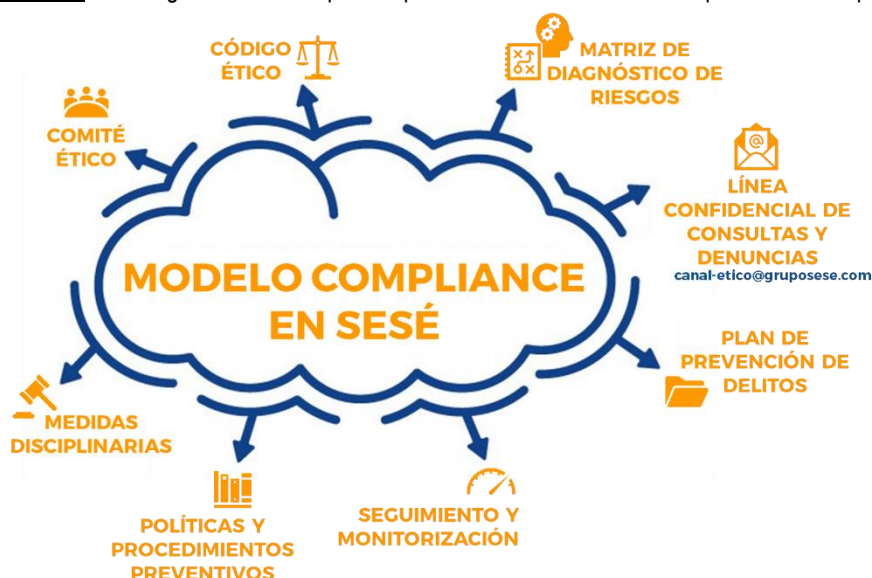 CÓDIGO
ÉTICO
MATRIZ DE
DIAGNÓSTICO DE
RIESGOS
COMITÉ
ÉTICO
@
LÍNEA
CONFIDENCIAL DE
CONSULTAS Y
DENUNCIAS
canal-etico@gruposese.com
MODELO COMPLIANCE
EN SESÉ
PLAN DE
PREVENCIÓN DE
DELITOS
MEDIDAS
DISCIPLINARIAS
SEGUIMIENTO Y
MONITORIZACIÓN
POLÍTICAS Y
PROCEDIMIENTOS
PREVENTIVOS